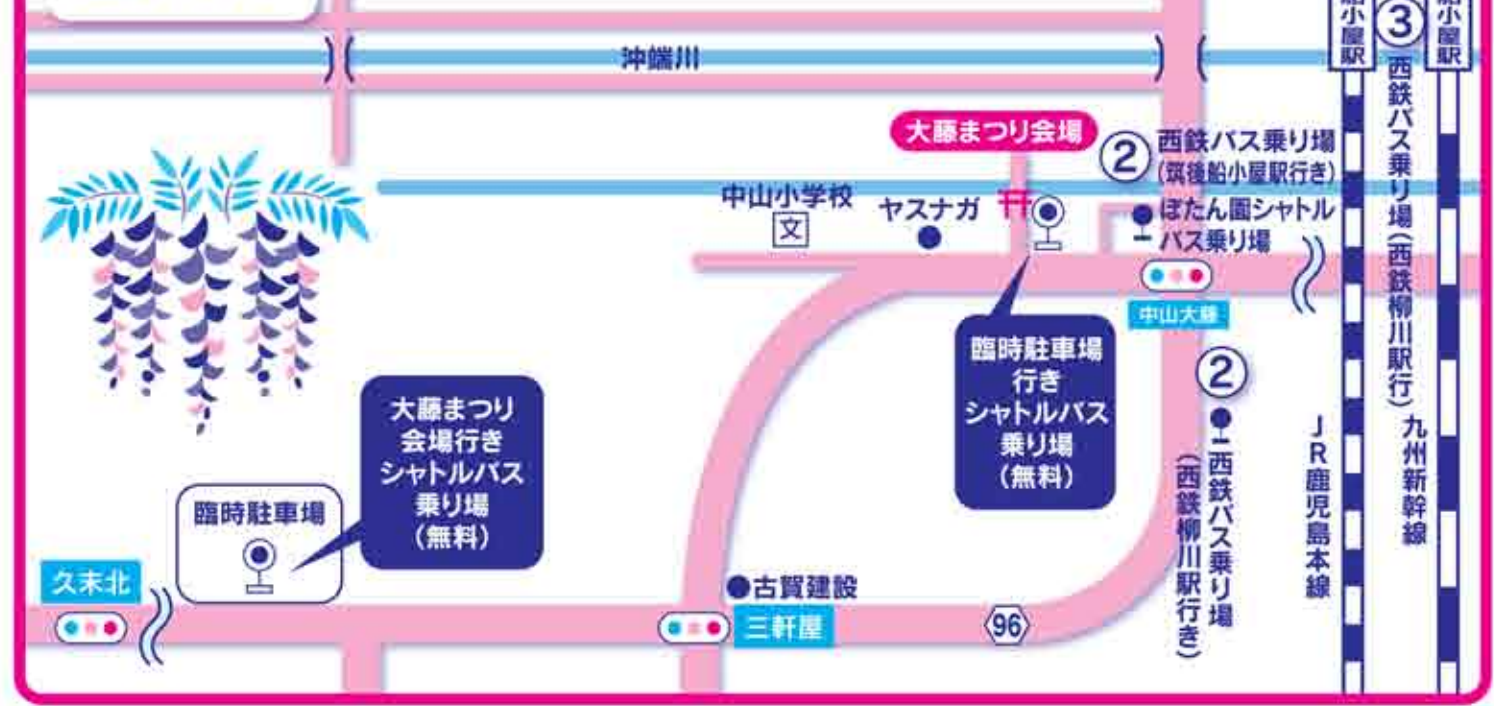 小屋駅
③
小屋駅
沖端川
西鉄バス乗り場(西鉄柳川駅行)
大藤まつり会場
②
西鉄バス乗り場
(筑後船小屋駅行き)
中山小学校
文
ヤスナガ
ぼたん園シャトル
バス乗り場
中山大藤
臨時駐車場
行き
シャトルバス
乗り場
(無料)
②
西鉄バス乗り場
(西鉄柳川駅行き)
JR鹿児島本線
九州新幹線
大藤まつり
会場行き
シャトルバス
乗り場
(無料)
臨時駐車場
久末北
古賀建設
三軒屋
96